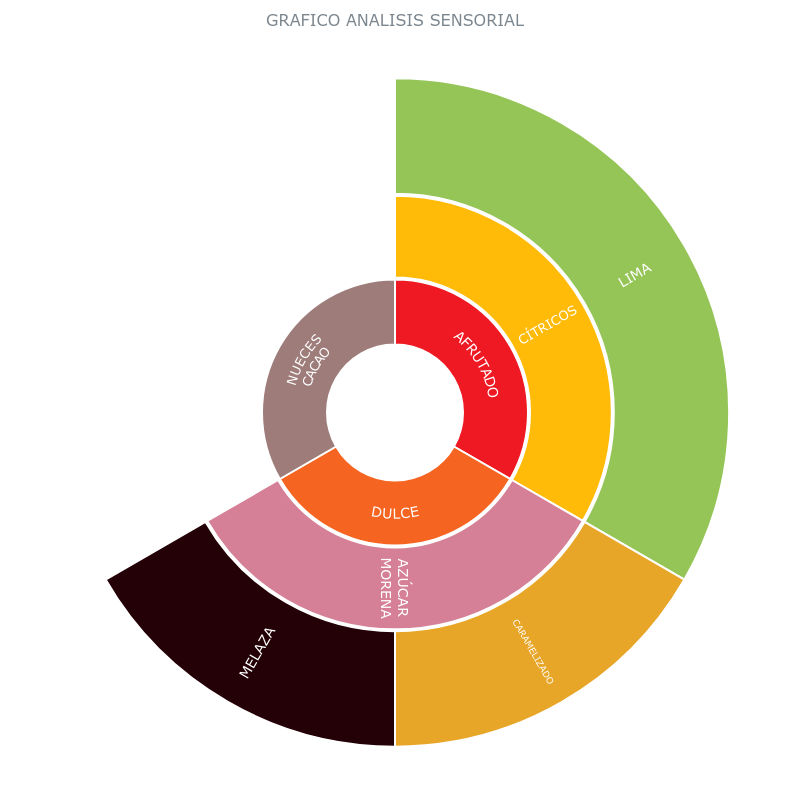 GRAFICO ANALISIS SENSORIAL
LIMA
CÍTRICOS
AFRUTADO
NUECES
CACAO
DULCE
AZÚCAR
MORENA
CARAMELIZADO
MELAZA